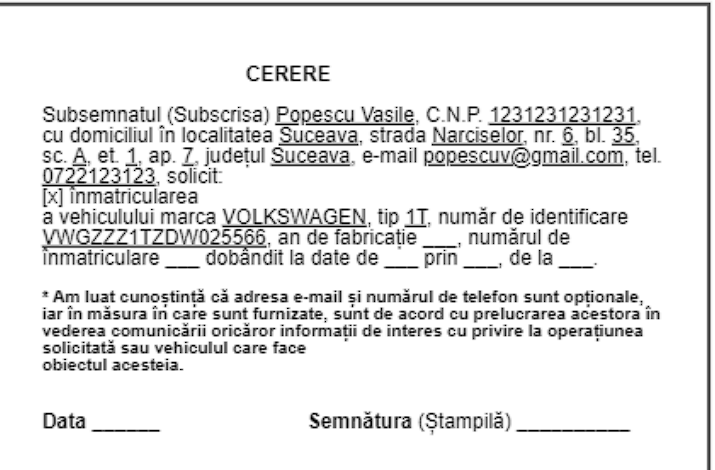 CERERE
Subsemnatul (Subscrisa) Popescu Vasile, C.N.P. 1231231231231,
cu domiciliul în localitatea Suceava, strada Narciselor, nr. 6, bl. 35,
sc. A, et. 1, ap. 7, județul Suceava, e-mail popescuv@gmail.com, tel.
0722123123, solicit:
[x] înmatricularea
a vehiculului marca VOLKSWAGEN, tip 1T, număr de identificare
VWGZZZ1TZDW025566, an de fabricație ___, numărul de
înmatriculare ___ dobândit la date de ___ prin ___, de la ___.
* Am luat cunoștință că adresa e-mail și numărul de telefon sunt opționale,
iar în măsura în care sunt furnizate, sunt de acord cu prelucrarea acestora în
vederea comunicării oricăror informații de interes cu privire la operațiunea
solicitată sau vehiculul care face
obiectul acesteia.
Data ______ Semnătura (Ștampilă) __________